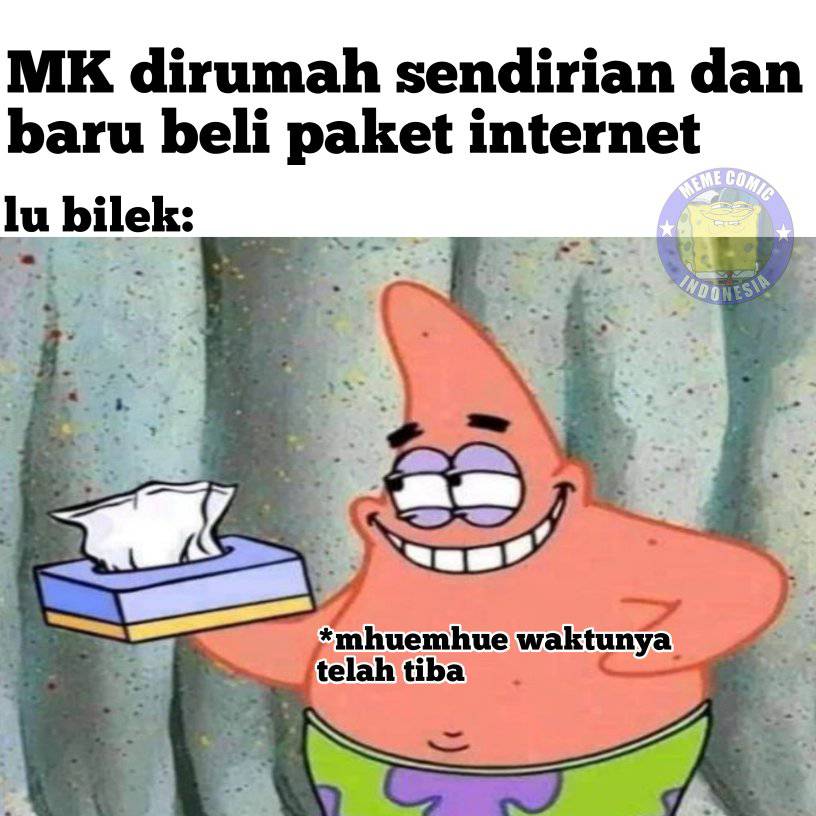 MK dirumah sendirian dan
baru beli paket internet
lu bilek:
MEME COMIC
INDONESIA
*mhuemhue waktunya
telah tiba